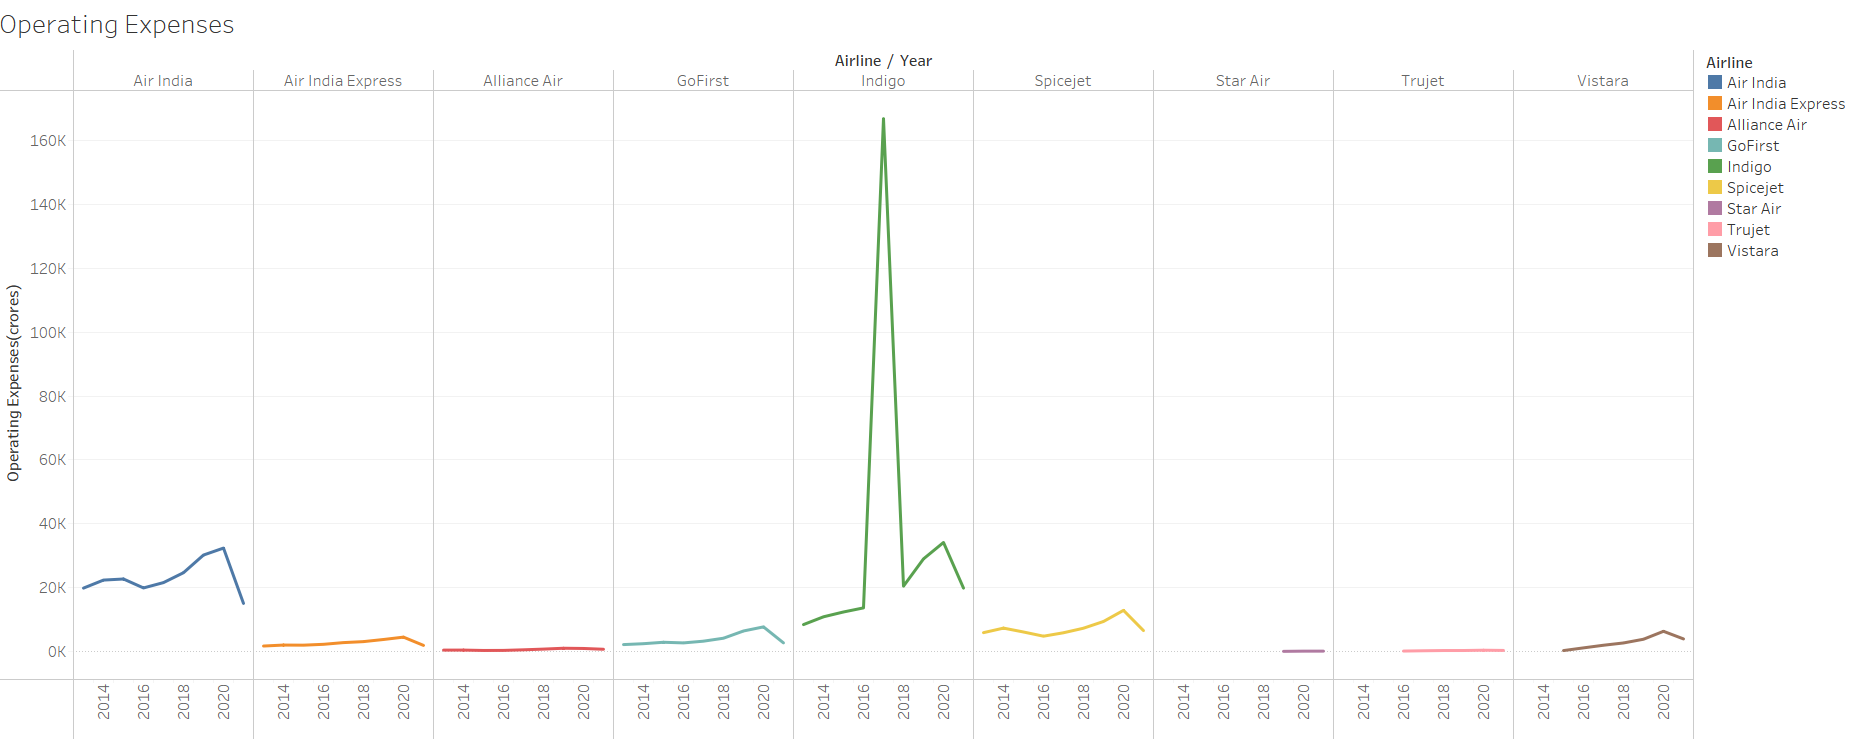 Operating Expenses
Airline / Year
Air India
Air India Express
Alliance Air
GoFirst
Indigo
Spicejet
Star Air
Trujet
Vistara
Operating Expenses(crores)
160K
140K
120K
100K
80K
60K
40K
20K
0K
2014 2016 2018 2020
2014 2016 2018 2020
2014 2016 2018 2020
2014 2016 2018 2020
2014 2016 2018 2020
2014 2016 2018 2020
2014 2016 2018 2020
2014 2016 2018 2020
2014 2016 2018 2020
Airline
Air India
Air India Express
Alliance Air
GoFirst
Indigo
Spicejet
Star Air
Trujet
Vistara